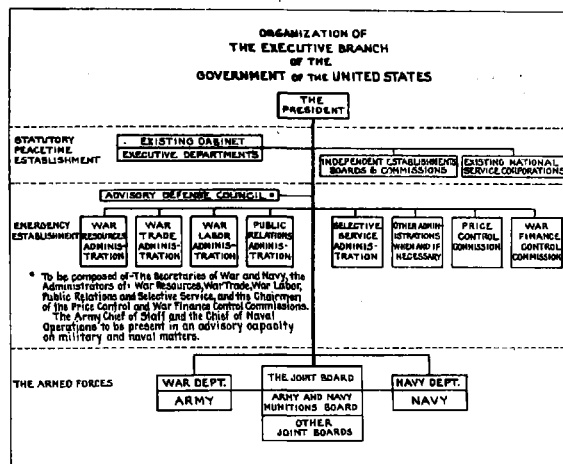 ORGANIZATION OF
THE EXECUTIVE BRANCH
OF THE
GOVERNMENT OF THE UNITED STATES
THE
PRESIDENT
STATUTORY
PEACETIME
ESTABLISHMENT
EXISTING CABINET
EXECUTIVE DEPARTMENTS
INDEPENDENT ESTABLISHMENTS
BOARDS & COMMISSIONS
EXISTING NATIONAL
SERVICE CORPORATIONS
ADVISORY DEFENSE COUNCIL *
EMERGENCY
ESTABLISHMENT
WAR
RESOURCES
ADMINIS-
TRATION
WAR
TRADE
ADMINIS-
TRATION
WAR
LABOR
ADMINIS-
TRATION
PUBLIC
RELATIONS
ADMINIS-
TRATION
SELECTIVE
SERVICE
ADMINIS-
TRATION
OTHER ADMIN-
ISTRATIONS
WHEN AND IF
NECESSARY
PRICE
CONTROL
COMMISSION
WAR
FINANCE
CONTROL
COMMISSION
* To be composed of-The Secretaries of War and Navy, the
Administrators of: War Resources, War Trade, War Labor,
Public Relations and Selective Service, and the Chairmen
of the Price Control and War Finance Control Commissions.
The Army Chief of Staff and the Chief of Naval
Operations to be present in an advisory capacity
on military and naval matters.
THE ARMED FORCES
WAR DEPT.
ARMY
THE JOINT BOARD
ARMY AND NAVY
MUNITIONS BOARD
OTHER
JOINT BOARDS
NAVY DEPT.
NAVY